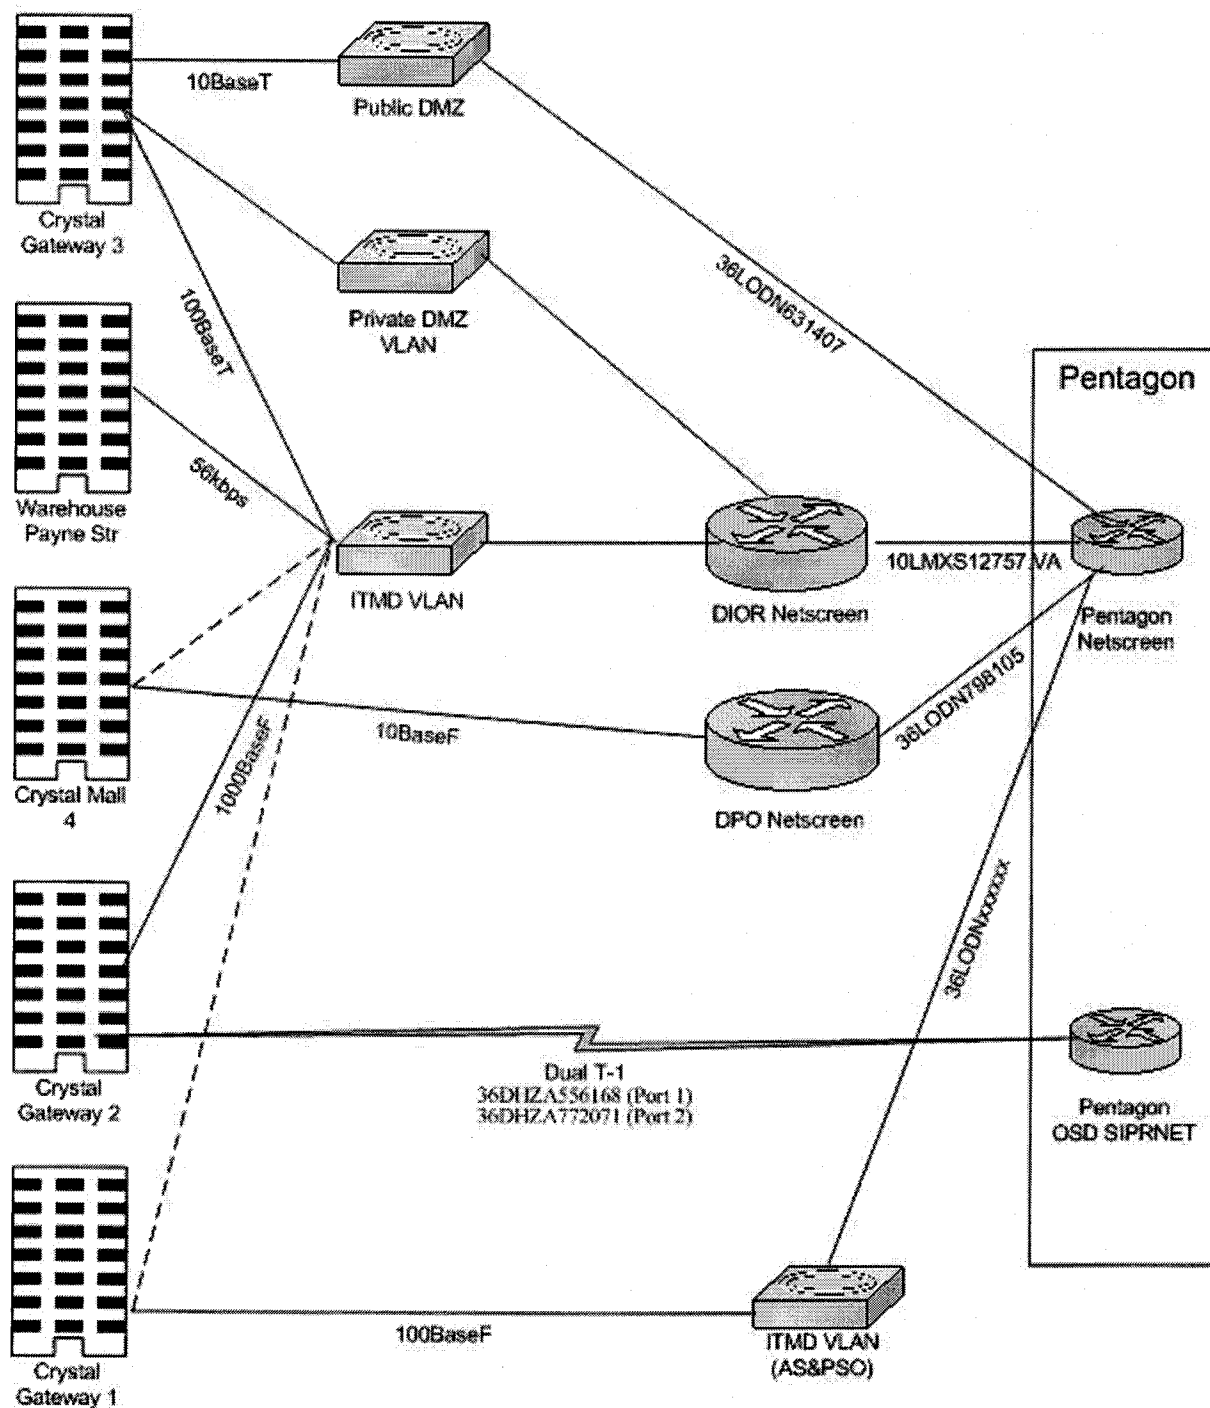 10BaseT
Public DMZ
Crystal
Gateway 3
36LODN631407
100BaseT
Private DMZ
VLAN
Pentagon
56kbps
Warehouse
Payne Str
ITMD VLAN
DIOR Netscreen
10LMXS12757.VA
Pentagon
Netscreen
36LODN798105
10BaseF
1000BaseF
Crystal Mall
4
DPO Netscreen
36LODNxxxxxx
Crystal
Gateway 2
Dual T-1
36DHZA556168 (Port 1)
36DHZA772071 (Port 2)
Pentagon
OSD SIPRNET
100BaseF
ITMD VLAN
(AS&PSO)
Crystal
Gateway 1